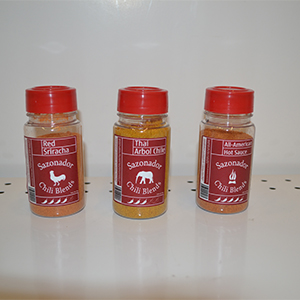 Red
Sriracha
Sazonador
Chili Blends
Thai
Arbol Chile
Sazonador
Chili Blends
All-American
Hot Sauce
Sazonador
Chili Blends